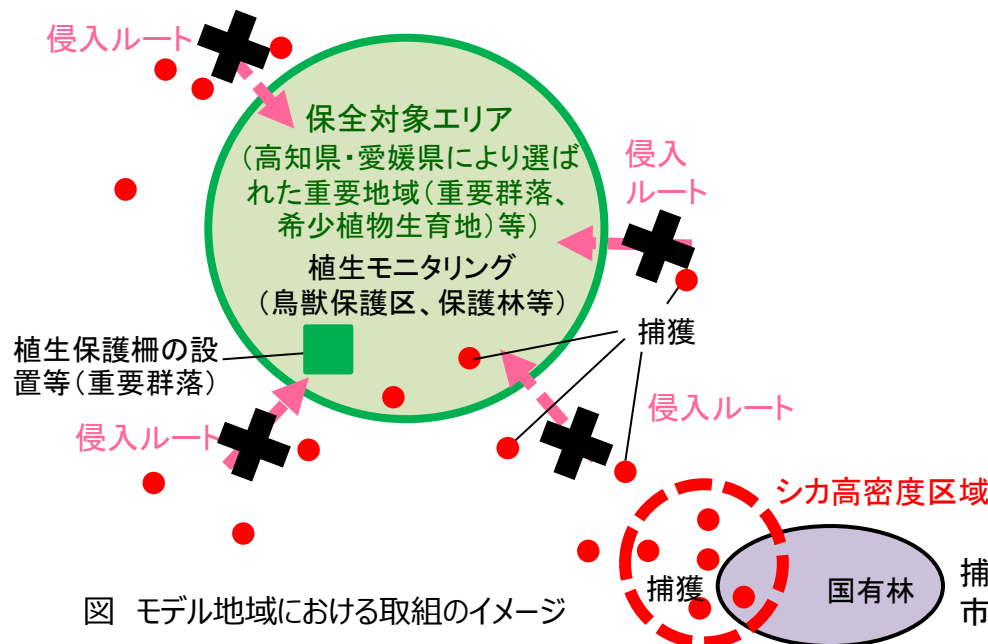 侵入ルート
保全対象エリア
（高知県・愛媛県により選ば
れた重要地域（重要群落、
希少植物生育地）等）
植生モニタリング
（鳥獣保護区、保護林等）
侵入
ルート
捕獲
植生保護柵の設
置等（重要群落）
侵入ルート
侵入ルート
シカ高密度区域
捕獲
国有林
捕
市
図　モデル地域における取組のイメージ